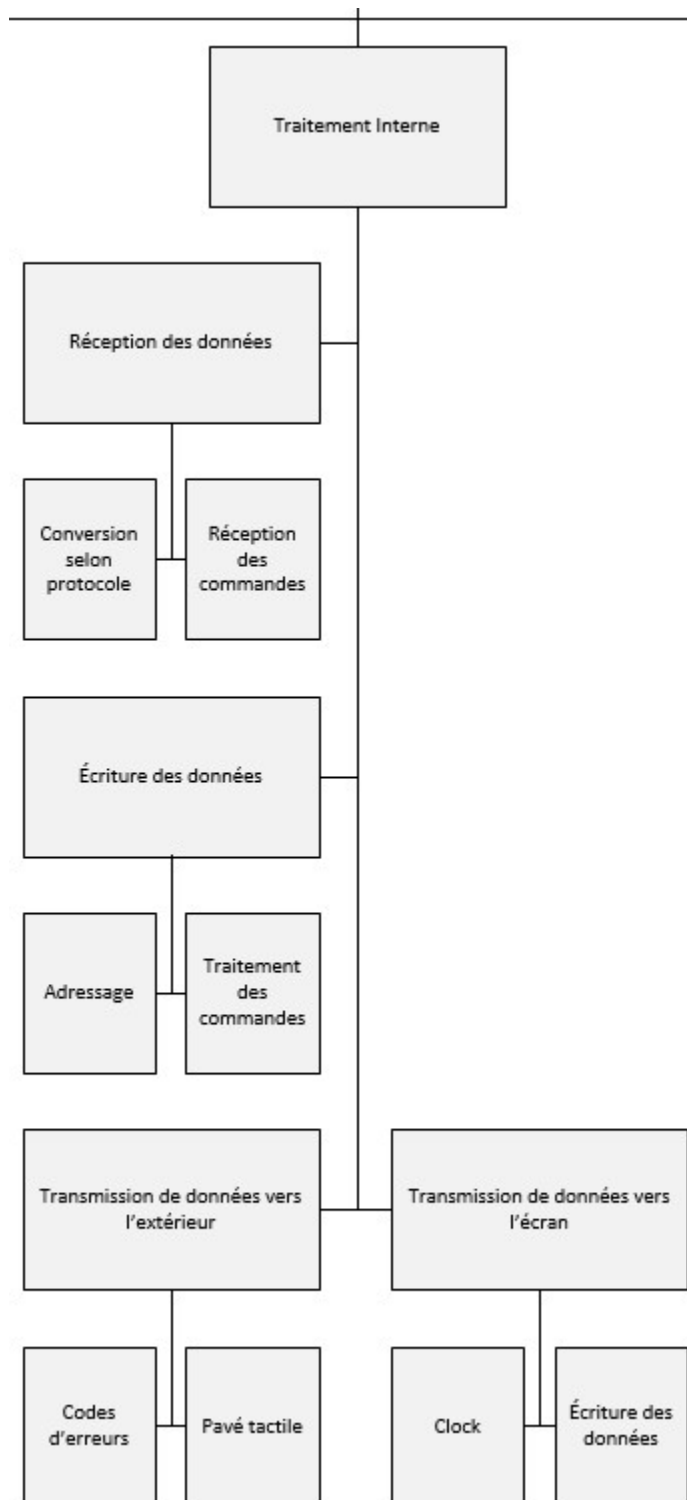 Traitement Interne
Réception des données
Conversion
selon
protocole
Réception
des
commandes
Écriture des données
Adressage
Traitement
des
commandes
Transmission de données vers
l'extérieur
Transmission de données vers
l'écran
Codes
d'erreurs
Pavé tactile
Clock
Écriture des
données